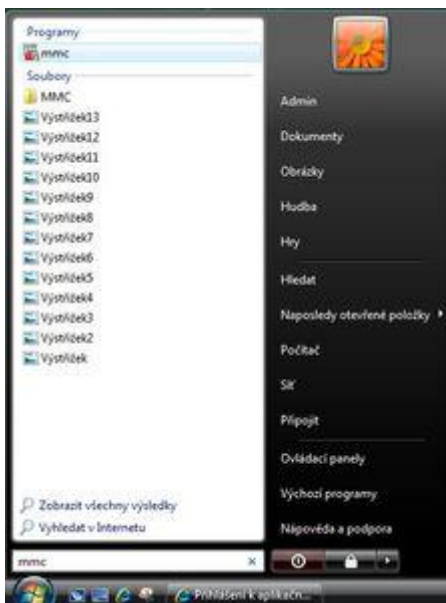 Programy
mmc
Soubory
MMC
Výstřižek13
Výstřižek12
Výstřižek11
Výstřižek10
Výstřižek9
Výstřižek8
Výstřižek7
Výstřižek6
Výstřižek5
Výstřižek4
Výstřižek3
Výstřižek2
Výstřižek
Zobrazit všechny výsledky
Vyhledat v Internetu
mmc
Admin
Dokumenty
Obrázky
Hudba
Hry
Hledat
Naposledy otevřené položky
Počítač
Síť
Připojit
Ovládací panely
Výchozí programy
Nápověda a podpora
Přihlášení k aplikačn...